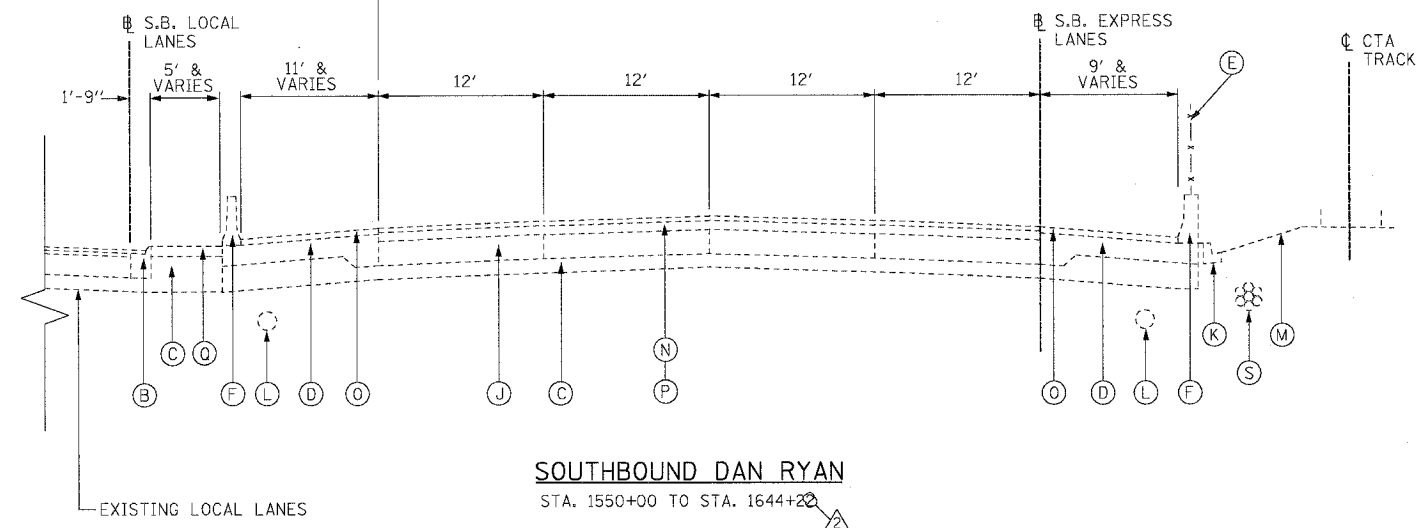 ℄ S.B. LOCAL
LANES
5' &
VARIES
1'-9"
11' &
VARIES
12'
12'
12'
12'
℄ S.B. EXPRESS
LANES
9' &
VARIES
E
℄ CTA
TRACK
B
C
Q
F
L
D
O
J
C
N
P
O
D
L
F
K
S
M
EXISTING LOCAL LANES
SOUTHBOUND DAN RYAN
STA. 1550+00 TO STA. 1644+22
2